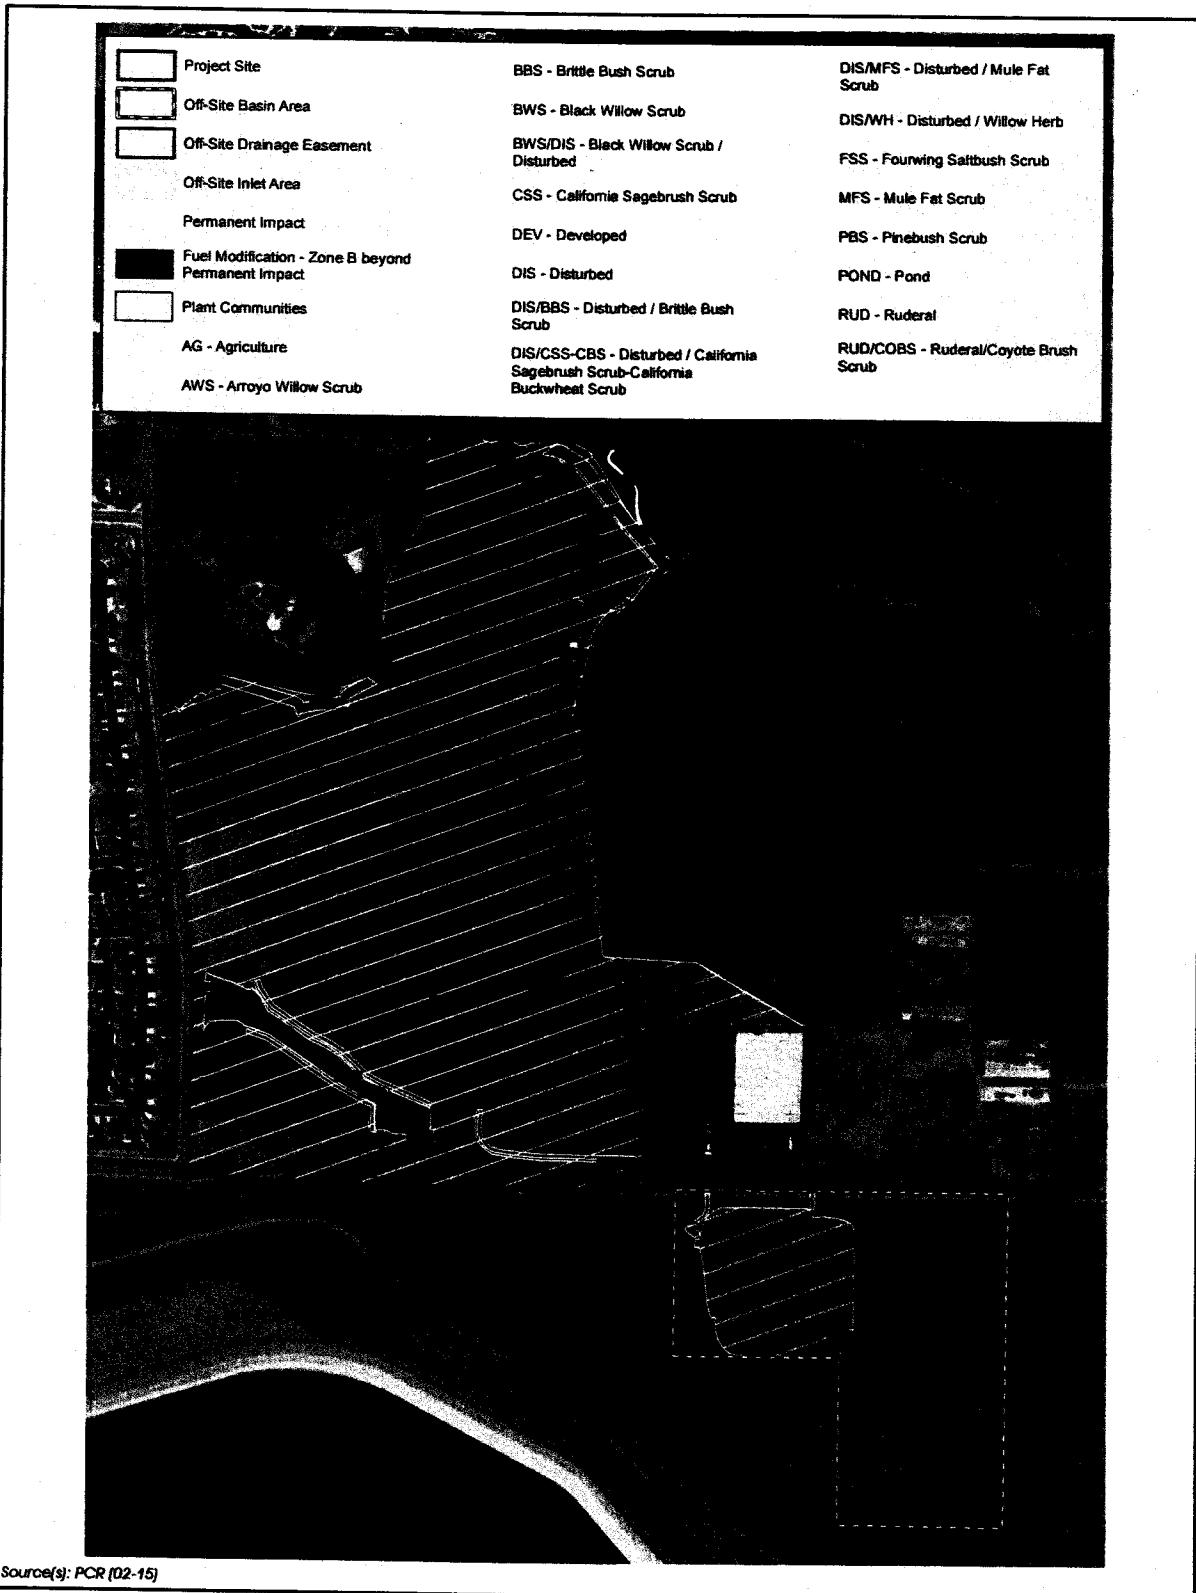 Project Site
Off-Site Basin Area
Off-Site Drainage Easement
Off-Site Inlet Area
Permanent Impact
Fuel Modification - Zone B beyond
Permanent Impact
Plant Communities
AG - Agriculture
AWS - Arroyo Willow Scrub
BBS - Brittle Bush Scrub
BWS - Black Willow Scrub
BWS/DIS - Black Willow Scrub /
Disturbed
CSS - California Sagebrush Scrub
DEV - Developed
DIS - Disturbed
DIS/BBS - Disturbed / Brittle Bush
Scrub
DIS/CSS-CBS - Disturbed / California
Sagebrush Scrub-California
Buckwheat Scrub
DIS/MFS - Disturbed / Mule Fat
Scrub
DIS/WH - Disturbed / Willow Herb
FSS - Fourwing Saltbush Scrub
MFS - Mule Fat Scrub
PBS - Pinebush Scrub
POND - Pond
RUD - Ruderal
RUD/COBS - Ruderal/Coyote Brush
Scrub
Source(s): PCR (02-15)